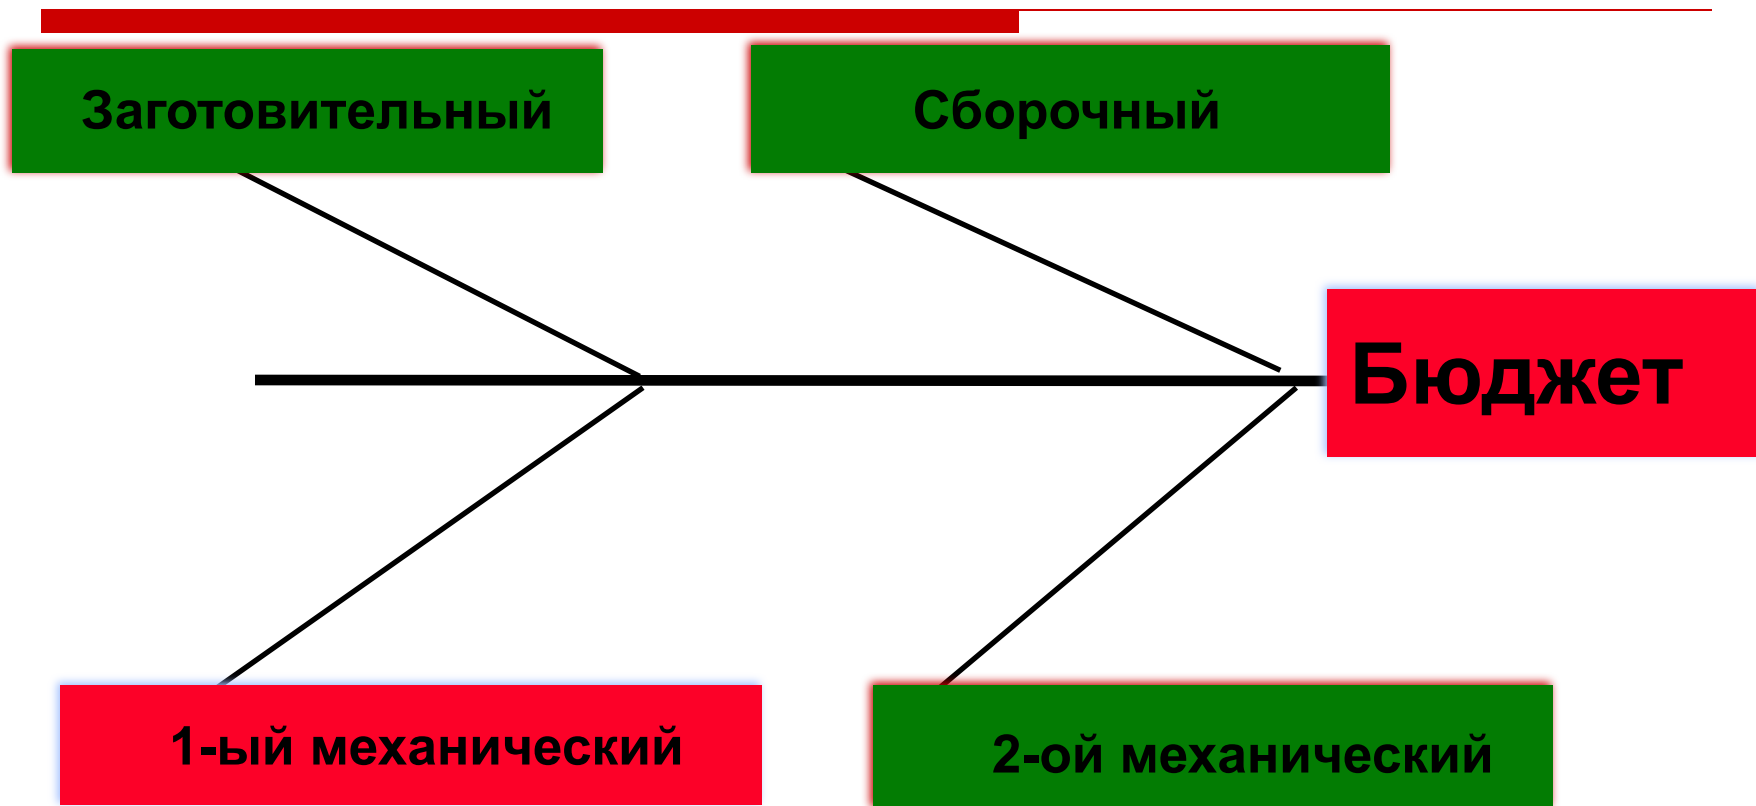 Заготовительный
Сборочный
Бюджет
1-ый механический
2-ой механический